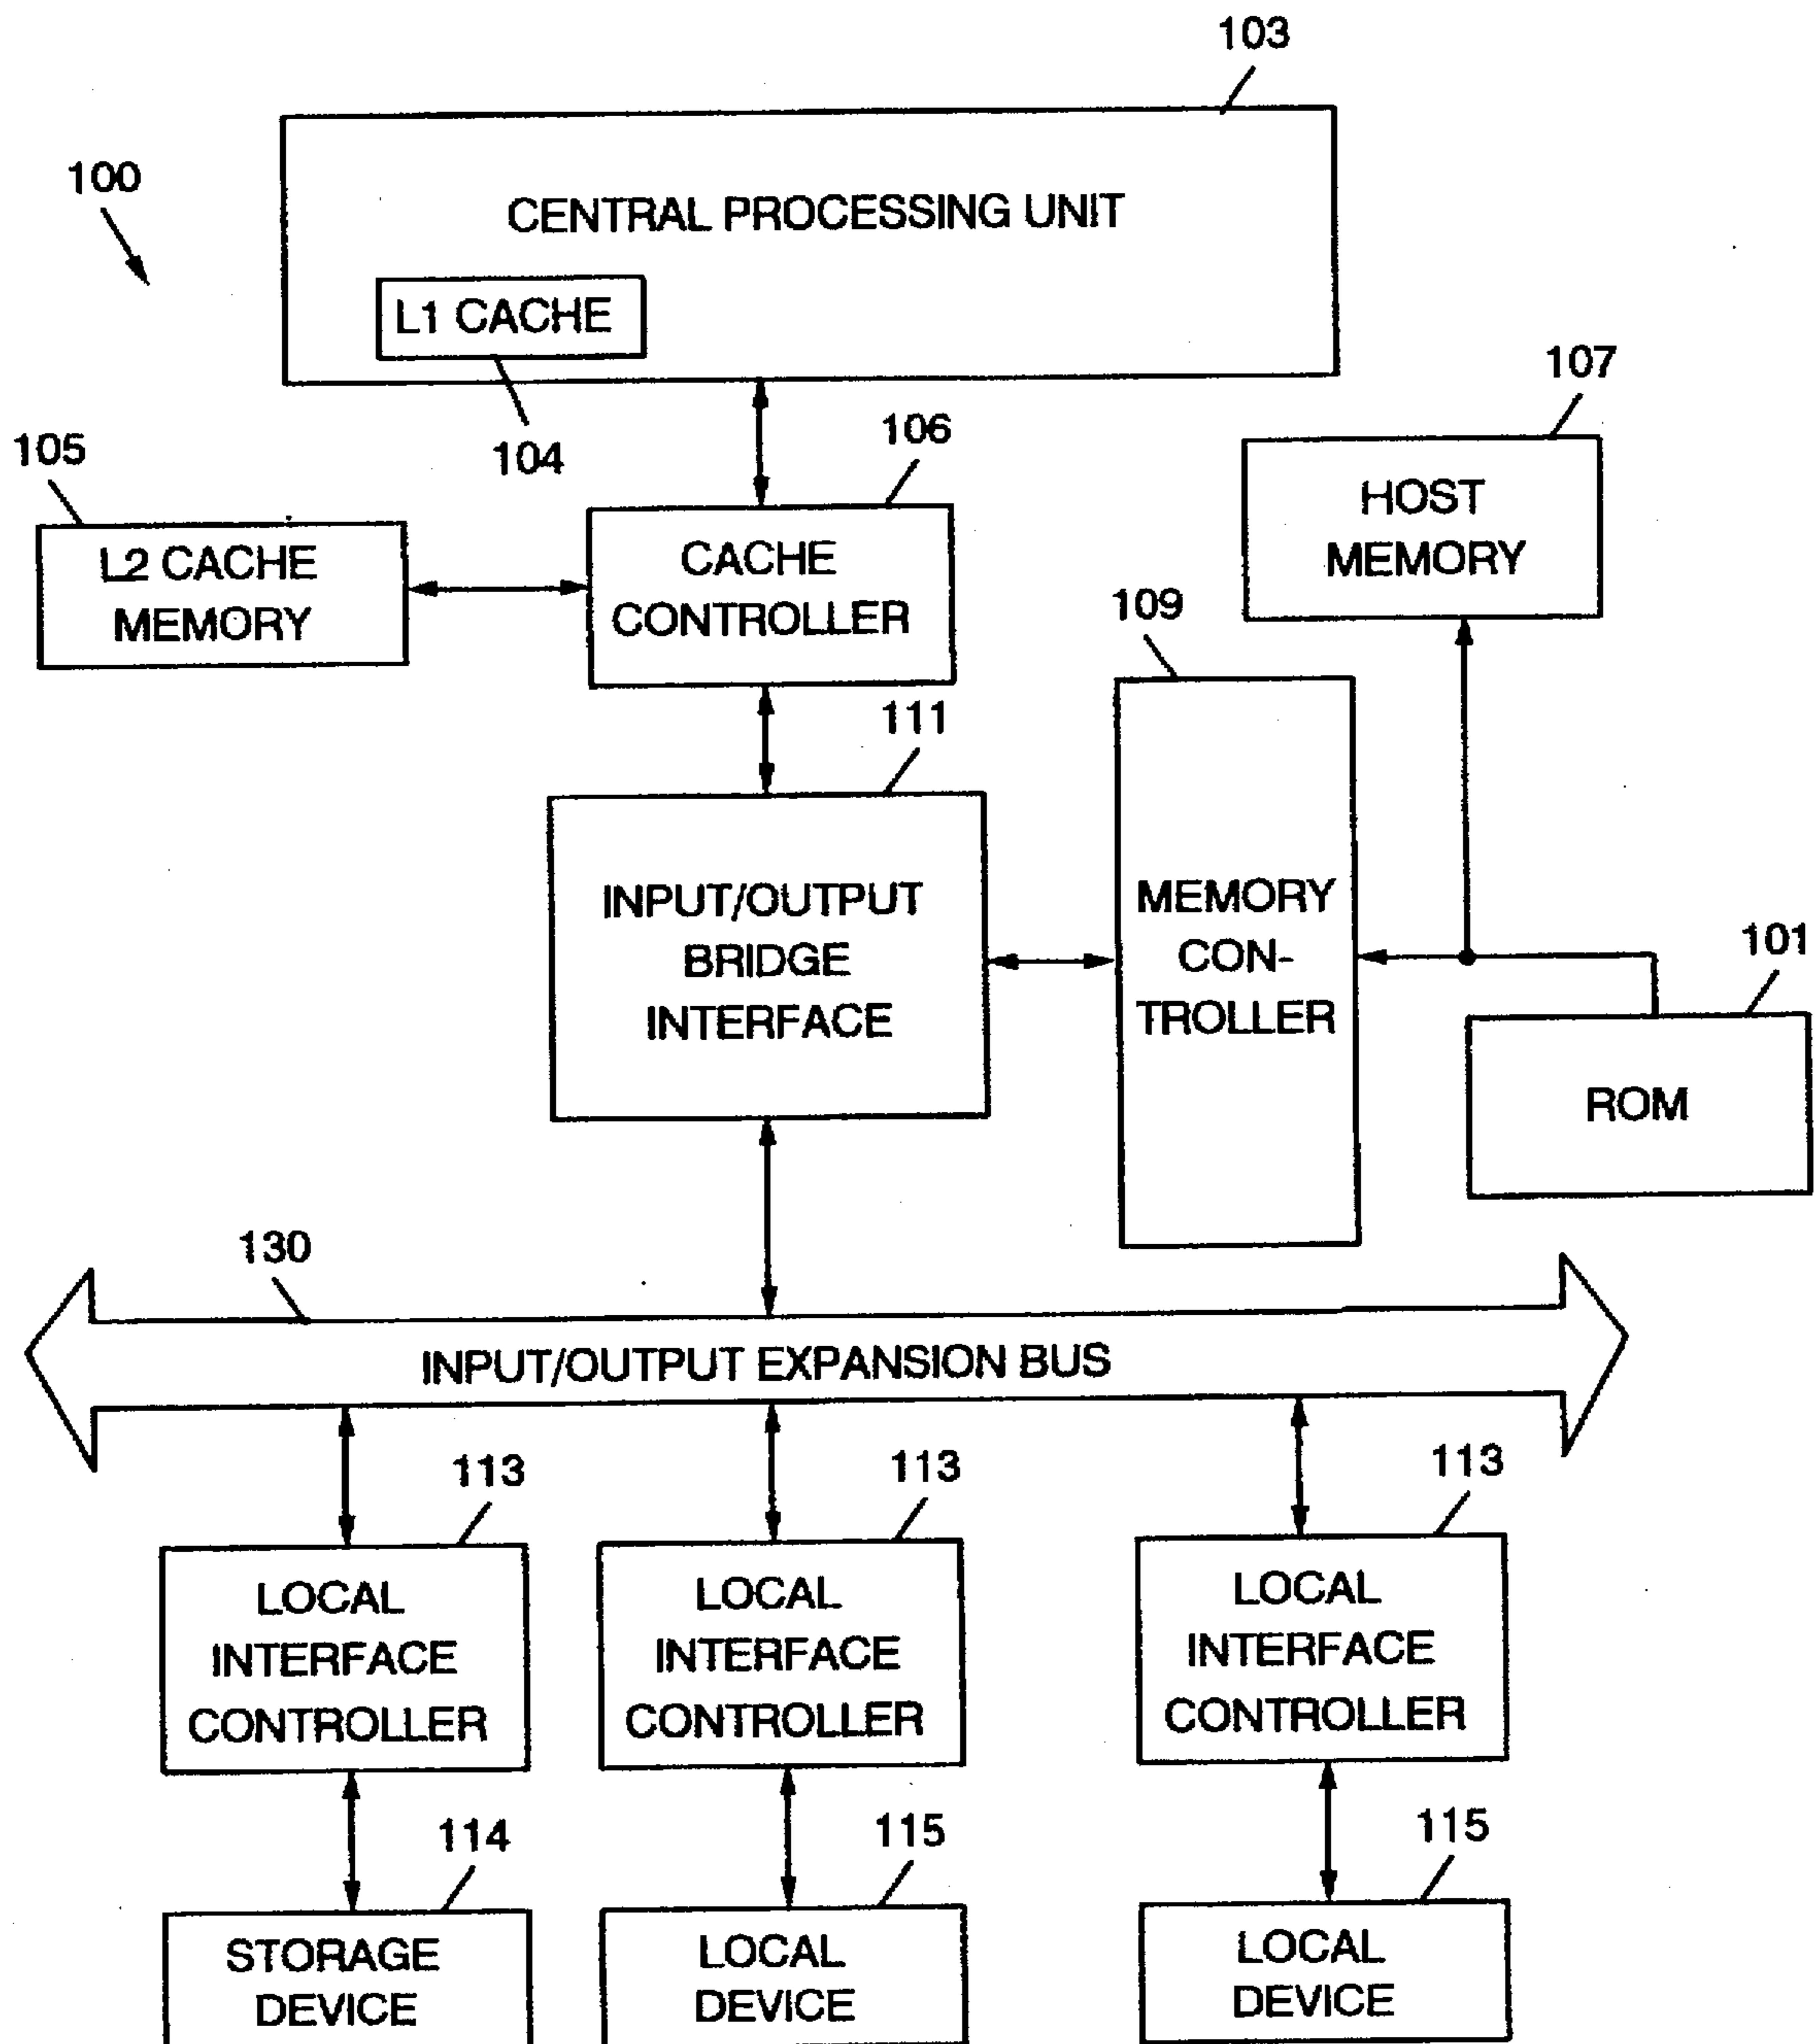 103
100
CENTRAL PROCESSING UNIT
L1 CACHE
104
107
105
106
HOST
MEMORY
L2 CACHE
MEMORY
CACHE
CONTROLLER
109
111
INPUT/OUTPUT
BRIDGE
INTERFACE
MEMORY
CON-
TROLLER
101
ROM
130
INPUT/OUTPUT EXPANSION BUS
113
LOCAL
INTERFACE
CONTROLLER
113
LOCAL
INTERFACE
CONTROLLER
113
LOCAL
INTERFACE
CONTROLLER
114
STORAGE
DEVICE
115
LOCAL
DEVICE
115
LOCAL
DEVICE